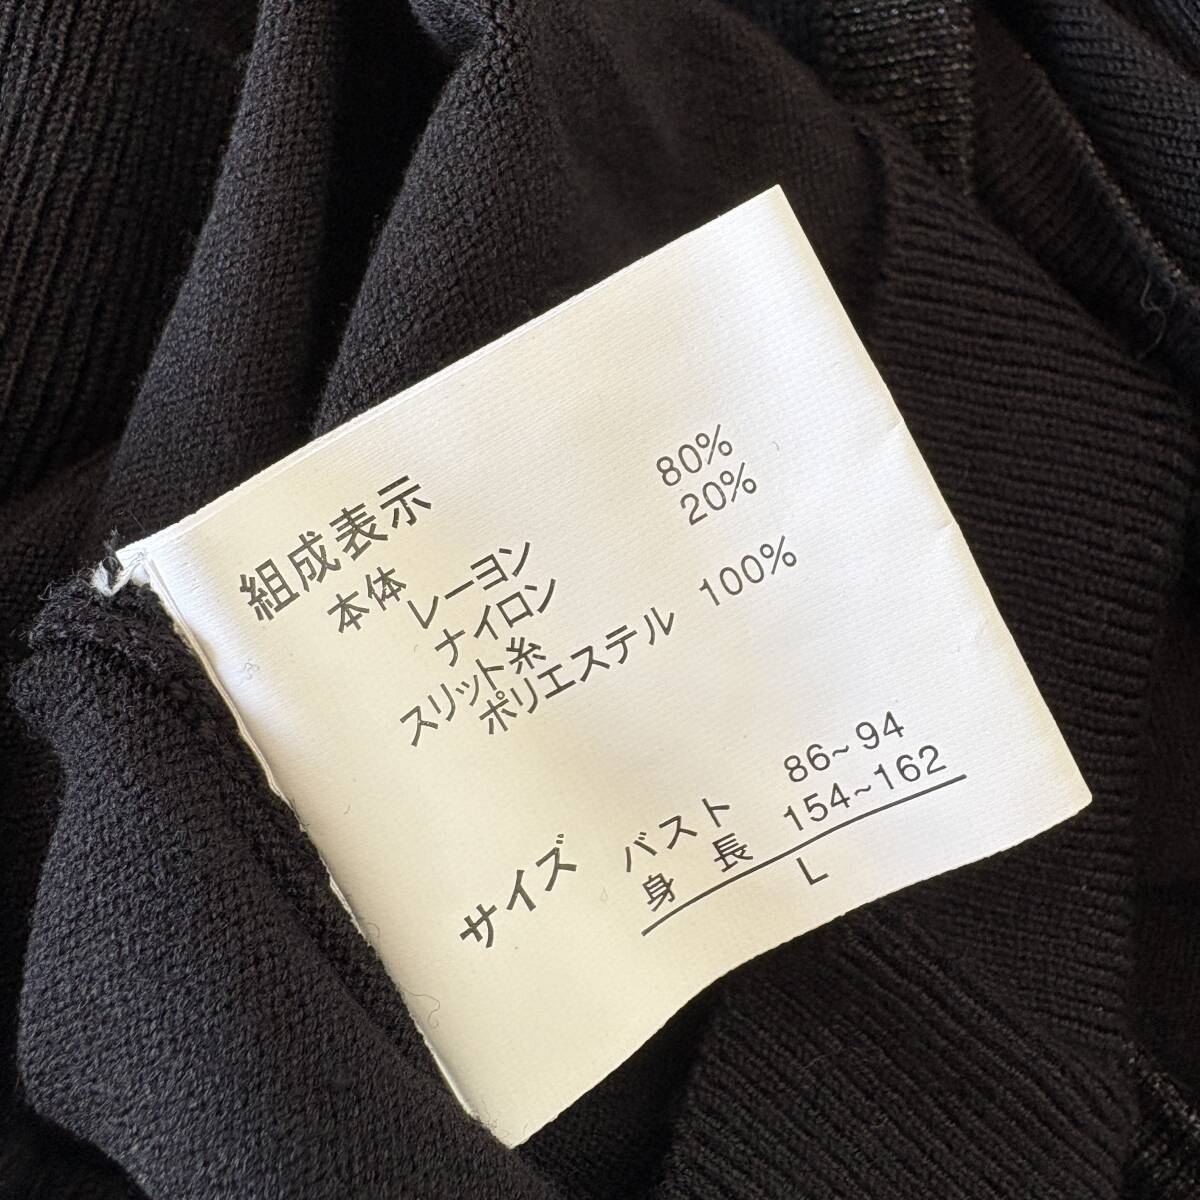 組成表示
本体
レーヨン 80%
ナイロン 20%
スリット糸
ポリエステル 100%
サイズ バスト 86~94
身長 154~162
L